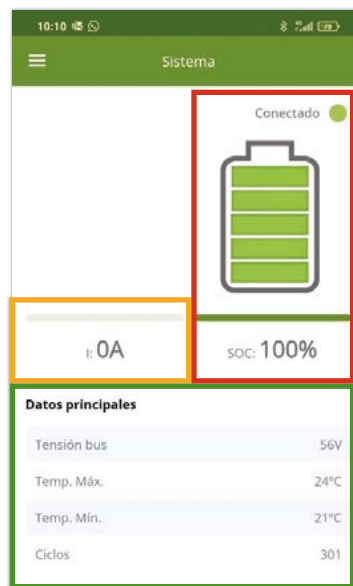 10:10
Sistema
Conectado
I: 0A
SOC: 100%
Datos principales
Tensión bus 56V
Temp. Máx. 24ºC
Temp. Mín. 21ºC
Ciclos 301